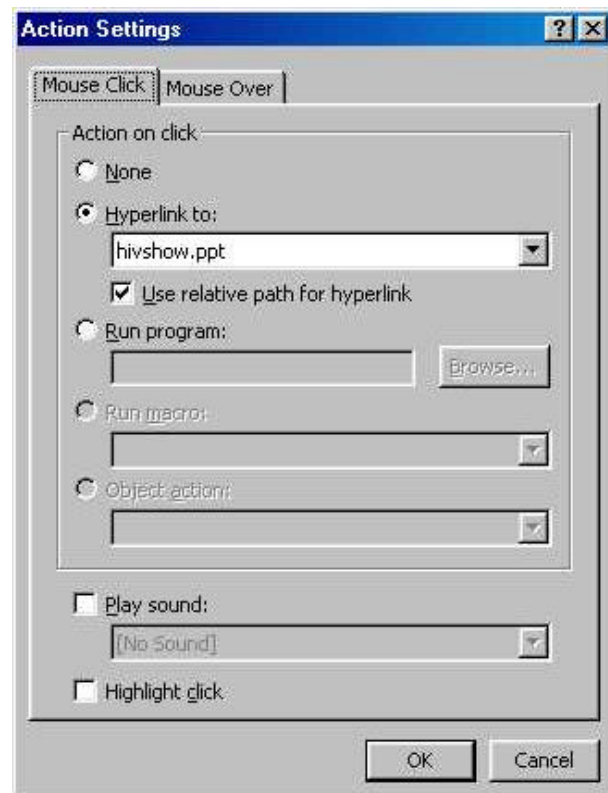 Action Settings
Mouse Click Mouse Over
Action on click
None
Hyperlink to:
hivshow.ppt
Use relative path for hyperlink
Run program:
Browse...
Run macro:
Object action:
Play sound:
[No Sound]
Highlight click
OK Cancel